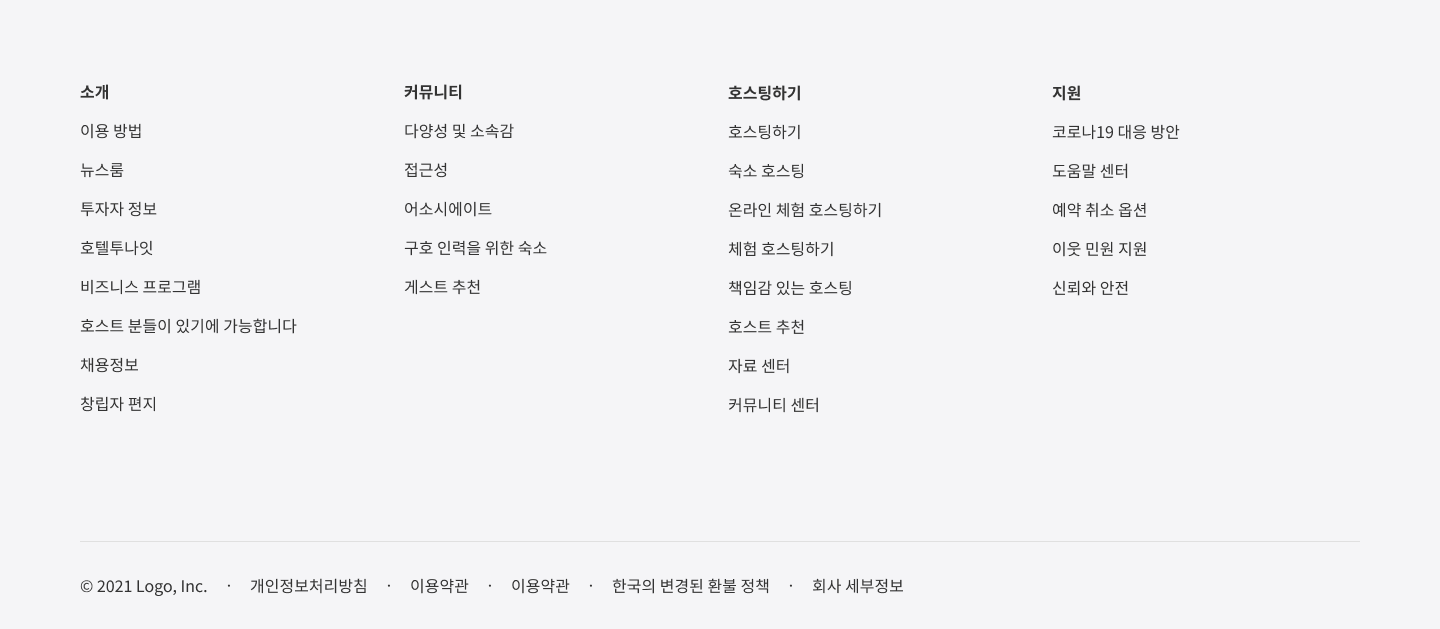 소개
이용 방법
뉴스룸
투자자 정보
호텔투나잇
비즈니스 프로그램
호스트 분들이 있기에 가능합니다
채용정보
창립자 편지
커뮤니티
다양성 및 소속감
접근성
어소시에이트
구호 인력을 위한 숙소
게스트 추천
호스팅하기
호스팅하기
숙소 호스팅
온라인 체험 호스팅하기
체험 호스팅하기
책임감 있는 호스팅
호스트 추천
자료 센터
커뮤니티 센터
지원
코로나19 대응 방안
도움말 센터
예약 취소 옵션
이웃 민원 지원
신뢰와 안전
© 2021 Logo, Inc. · 개인정보처리방침 · 이용약관 · 이용약관 · 한국의 변경된 환불 정책 · 회사 세부정보